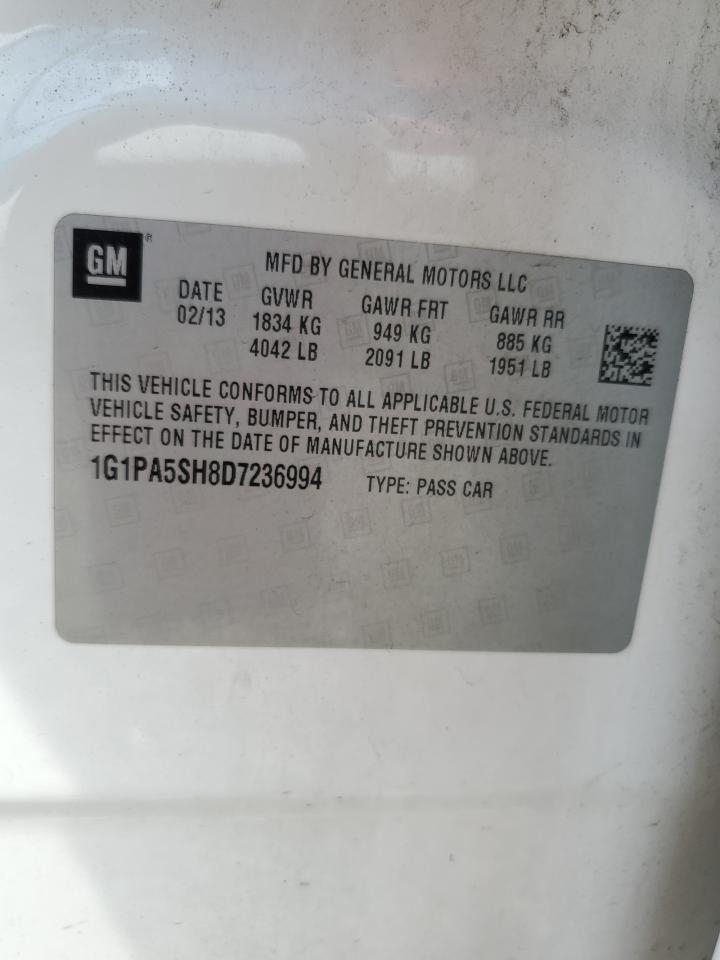 GM ®
MFD BY GENERAL MOTORS LLC
DATE GVWR GAWR FRT GAWR RR
02/13 1834 KG 949 KG 885 KG
4042 LB 2091 LB 1951 LB
THIS VEHICLE CONFORMS TO ALL APPLICABLE U.S. FEDERAL MOTOR
VEHICLE SAFETY, BUMPER, AND THEFT PREVENTION STANDARDS IN
EFFECT ON THE DATE OF MANUFACTURE SHOWN ABOVE.
1G1PA5SH8D7236994 TYPE: PASS CAR